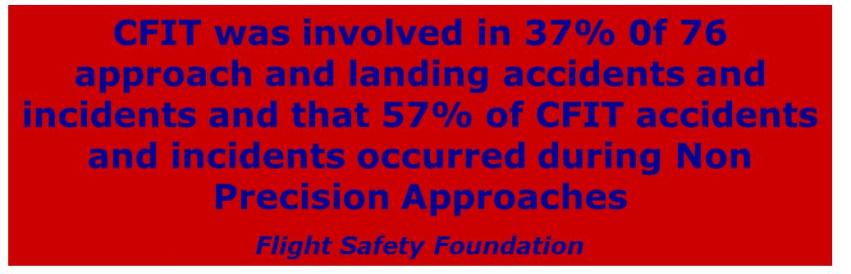 CFIT was involved in 37% 0f 76
approach and landing accidents and
incidents and that 57% of CFIT accidents
and incidents occurred during Non
Precision Approaches
Flight Safety Foundation